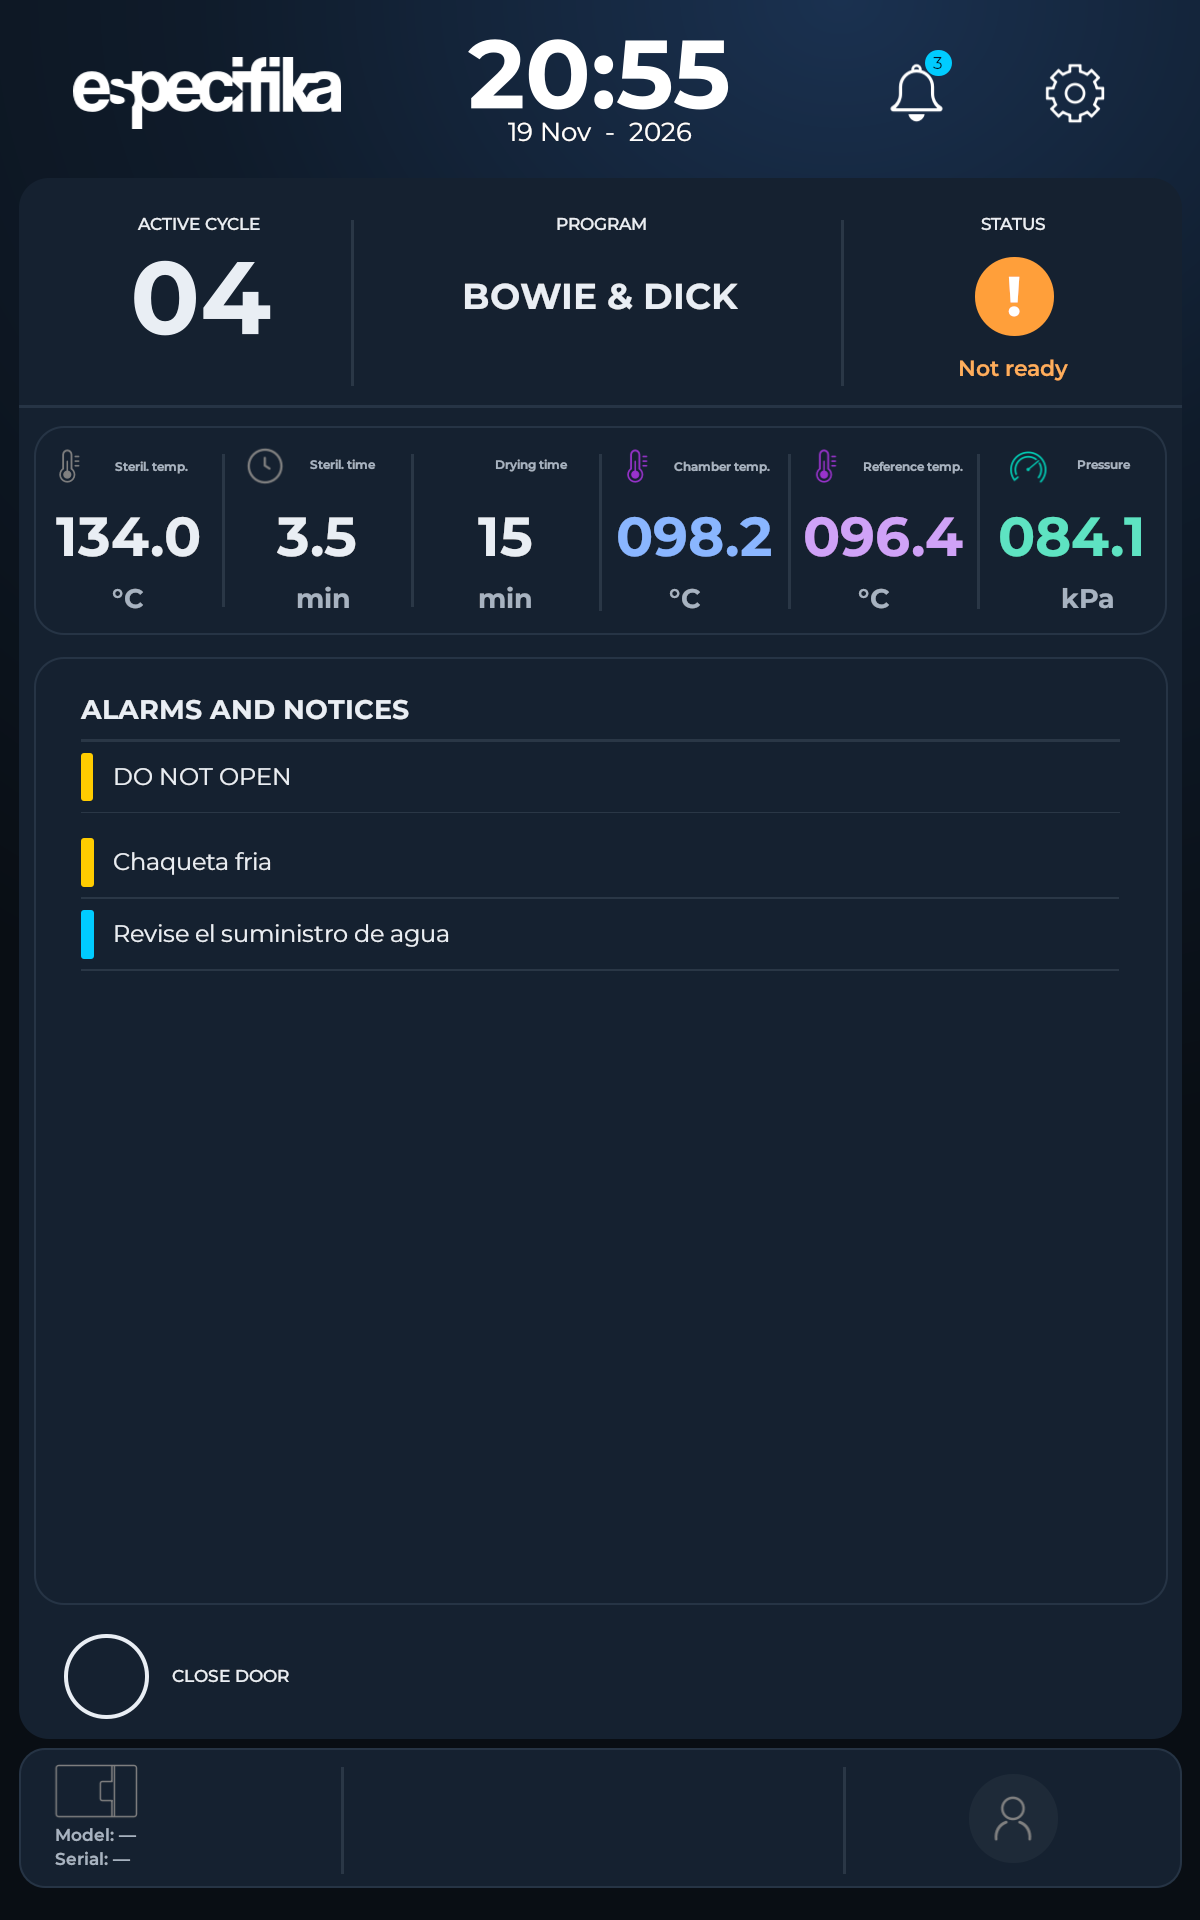 especifika
20:55
3
19 Nov - 2026
ACTIVE CYCLE
04
PROGRAM
BOWIE & DICK
STATUS
!
Not ready
Steril. temp.
134.0
°C
Steril. time
3.5
min
Drying time
15
min
Chamber temp.
098.2
°C
Reference temp.
096.4
°C
Pressure
084.1
kPa
ALARMS AND NOTICES
DO NOT OPEN
Chaqueta fria
Revise el suministro de agua
CLOSE DOOR
Model: —
Serial: —